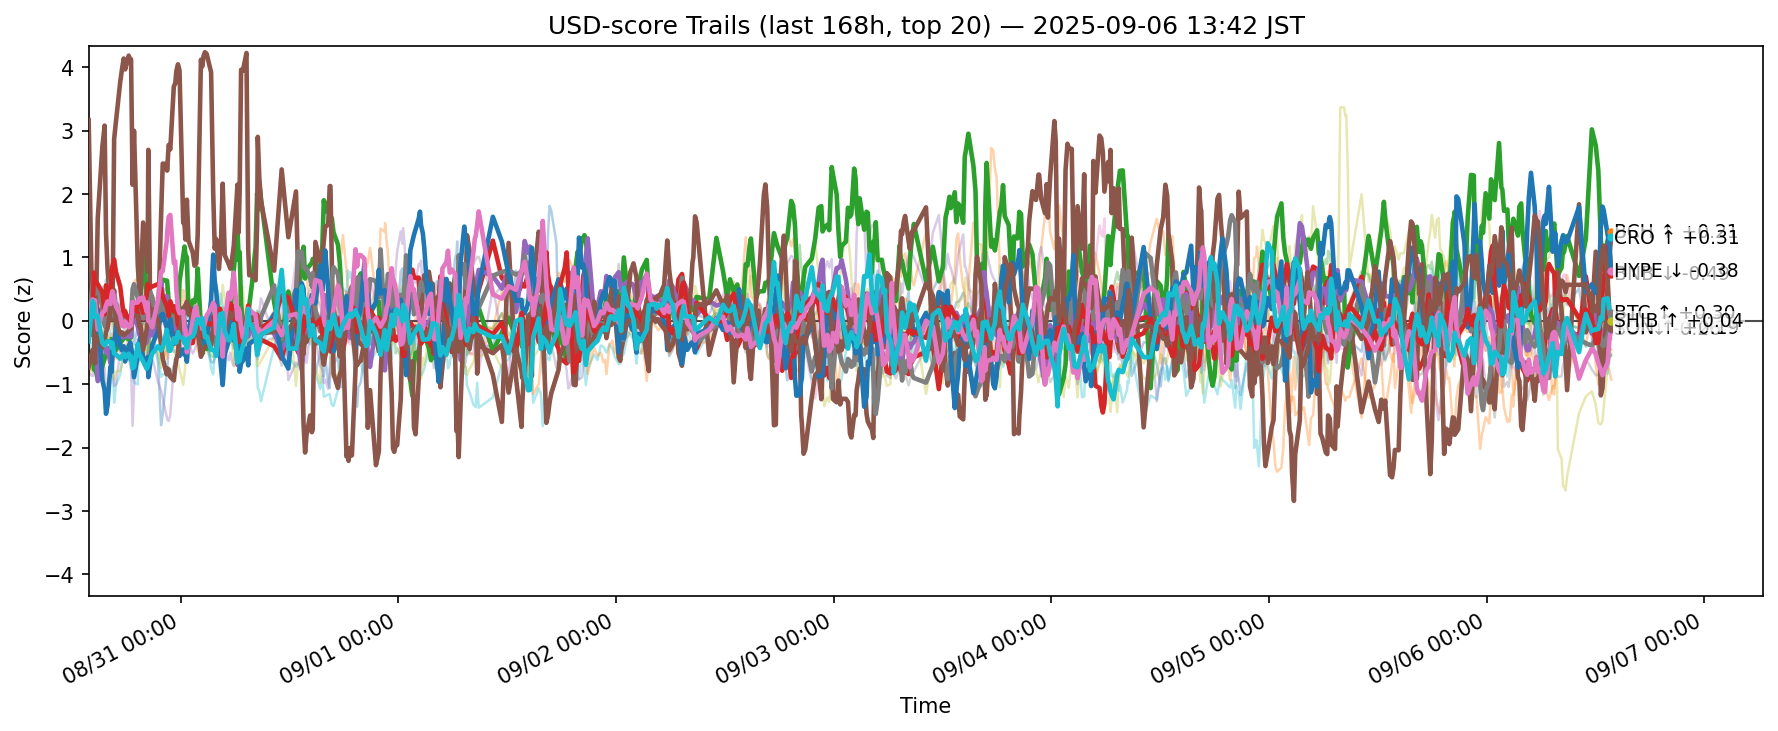 USD-score Trails (last 168h, top 20) — 2025-09-06 13:42 JST
Score (z)
4
3
2
1
0
−1
−2
−3
−4
CRO ↑ +0.31
HYPE ↓ -0.38
BTC ↑ +0.30
SHIB ↑ +0.04
08/31 00:00
09/01 00:00
09/02 00:00
09/03 00:00
09/04 00:00
09/05 00:00
09/06 00:00
09/07 00:00
Time